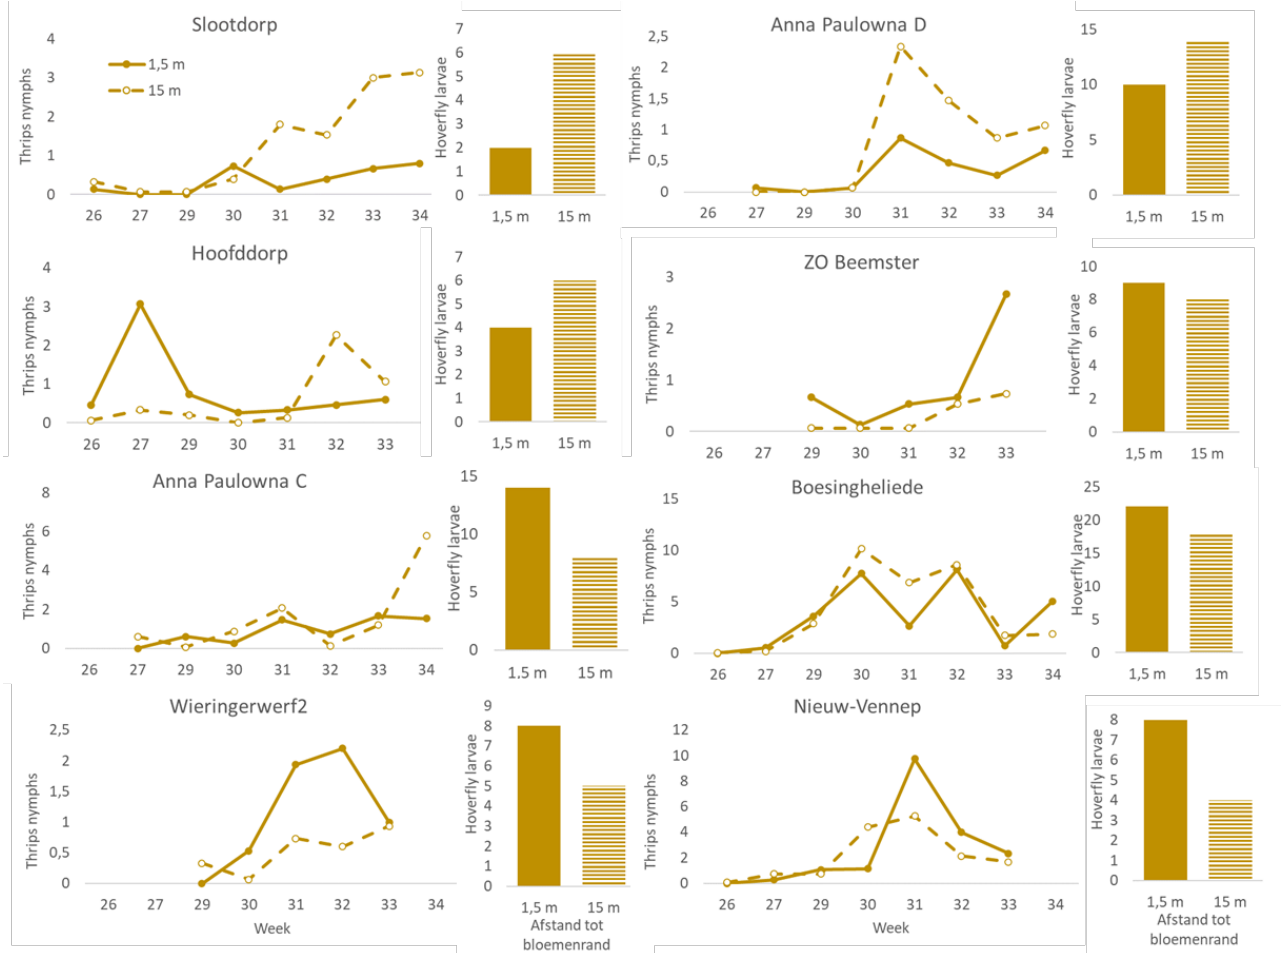 Slootdorp
Thrips nymphs
4
3
2
1
0
1,5 m
15 m
26 27 29 30 31 32 33 34
Hoverfly larvae
7
6
5
4
3
2
1
0
1,5 m 15 m
Anna Paulowna D
Thrips nymphs
2,5
2
1,5
1
0,5
0
26 27 29 30 31 32 33 34
Hoverfly larvae
15
10
5
0
1,5 m 15 m
Hoofddorp
Thrips nymphs
4
3
2
1
0
26 27 29 30 31 32 33
Hoverfly larvae
7
6
5
4
3
2
1
0
1,5 m 15 m
ZO Beemster
Thrips nymphs
3
2
1
0
26 27 29 30 31 32 33
Hoverfly larvae
10
8
6
4
2
0
1,5 m 15 m
Anna Paulowna C
Thrips nymphs
8
6
4
2
0
26 27 29 30 31 32 33 34
Hoverfly larvae
15
10
5
0
1,5 m 15 m
Boesingheliede
Thrips nymphs
15
10
5
0
26 27 29 30 31 32 33 34
Hoverfly larvae
25
20
15
10
5
0
1,5 m 15 m
Wieringerwerf2
Thrips nymphs
2,5
2
1,5
1
0,5
0
26 27 29 30 31 32 33 34
Week
Hoverfly larvae
9
8
7
6
5
4
3
2
1
0
1,5 m 15 m
Afstand tot
bloemenrand
Nieuw-Vennep
Thrips nymphs
12
10
8
6
4
2
0
26 27 29 30 31 32 33 34
Week
Hoverfly larvae
8
7
6
5
4
3
2
1
0
1,5 m 15 m
Afstand tot
bloemenrand